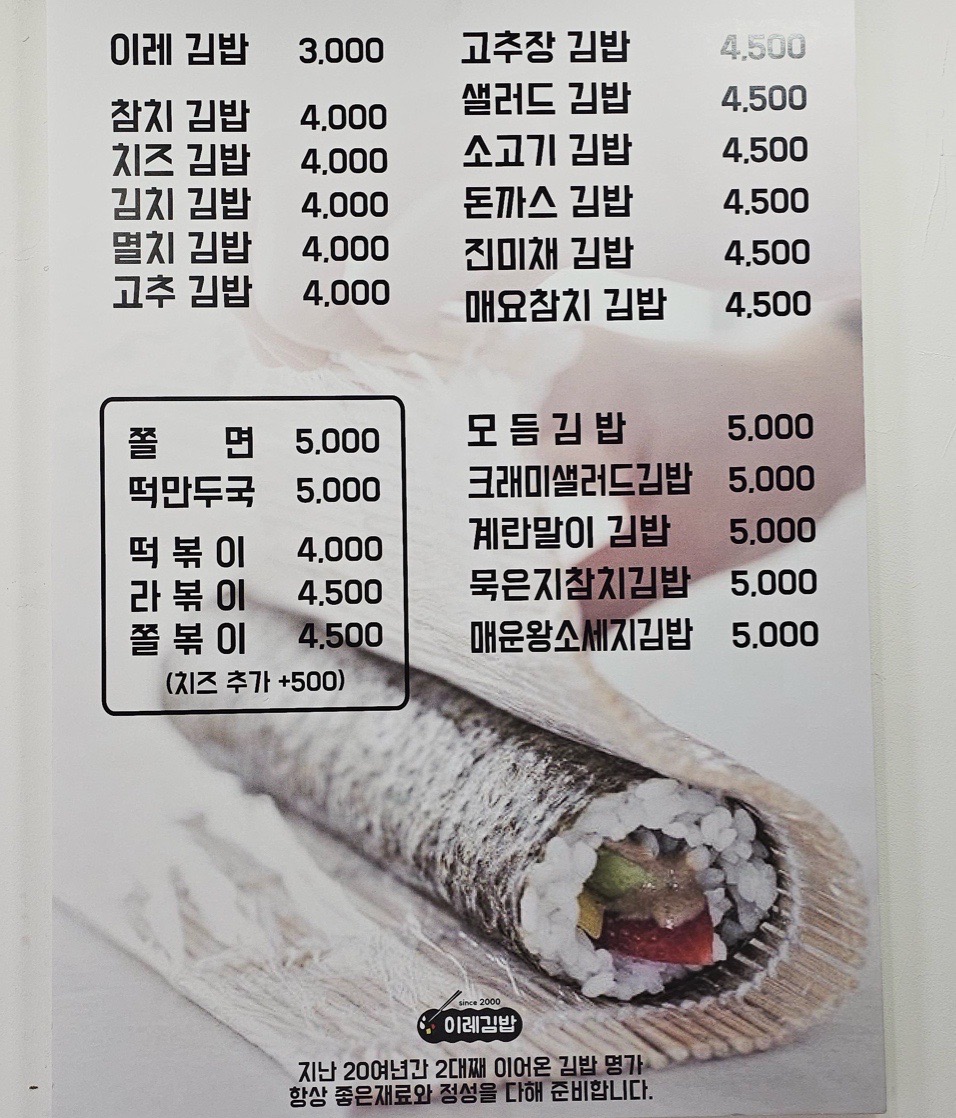 이레 김밥 3,000
참치 김밥 4,000
치즈 김밥 4,000
김치 김밥 4,000
멸치 김밥 4,000
고추 김밥 4,000
고추장 김밥 4,500
샐러드 김밥 4,500
소고기 김밥 4,500
돈까스 김밥 4,500
진미채 김밥 4,500
매요참치 김밥 4,500
쫄 면 5,000
떡만두국 5,000
떡 볶 이 4,000
라 볶 이 4,500
쫄 볶 이 4,500
(치즈 추가 +500)
모 듬 김 밥 5,000
크래미샐러드김밥 5,000
계란말이 김밥 5,000
묵은지참치김밥 5,000
매운왕소세지김밥 5,000
since 2000
이레김밥
지난 20여년간 2대째 이어온 김밥 명가
항상 좋은재료와 정성을 다해 준비합니다.